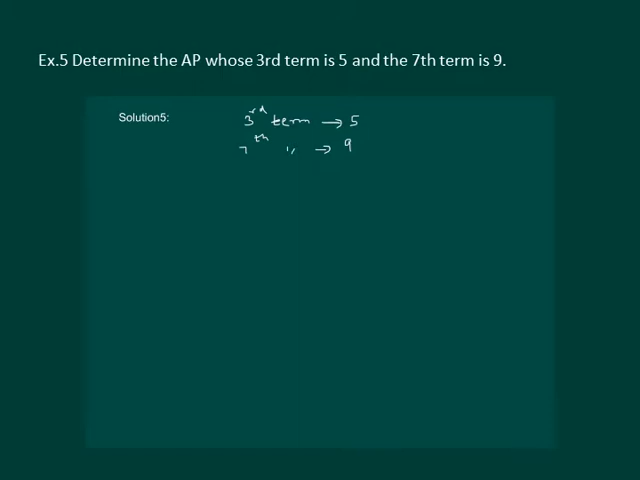 Ex.5 Determine the AP whose 3rd term is 5 and the 7th term is 9.
Solution5:
3rd term → 5
7th ,, → 9